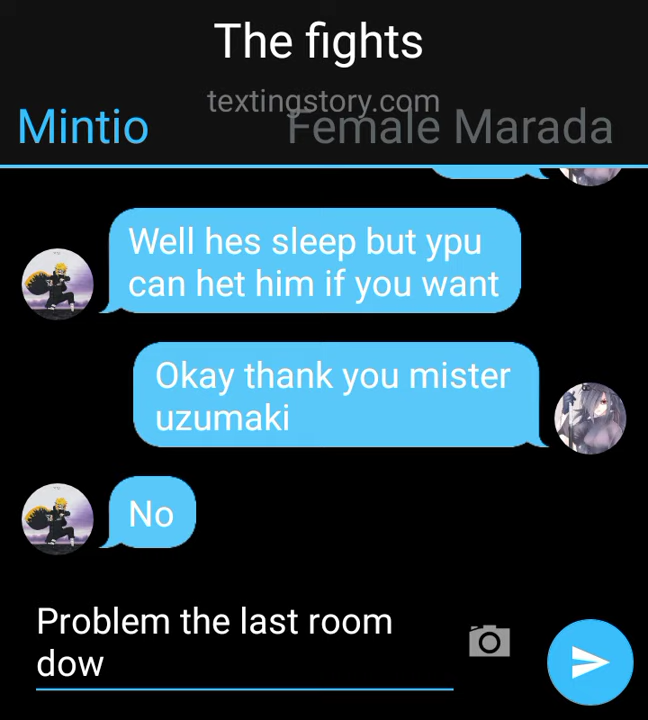 The fights
textingstory.com
Mintio Female Marada
Well hes sleep but ypu
can het him if you want
Okay thank you mister
uzumaki
No
Problem the last room
dow